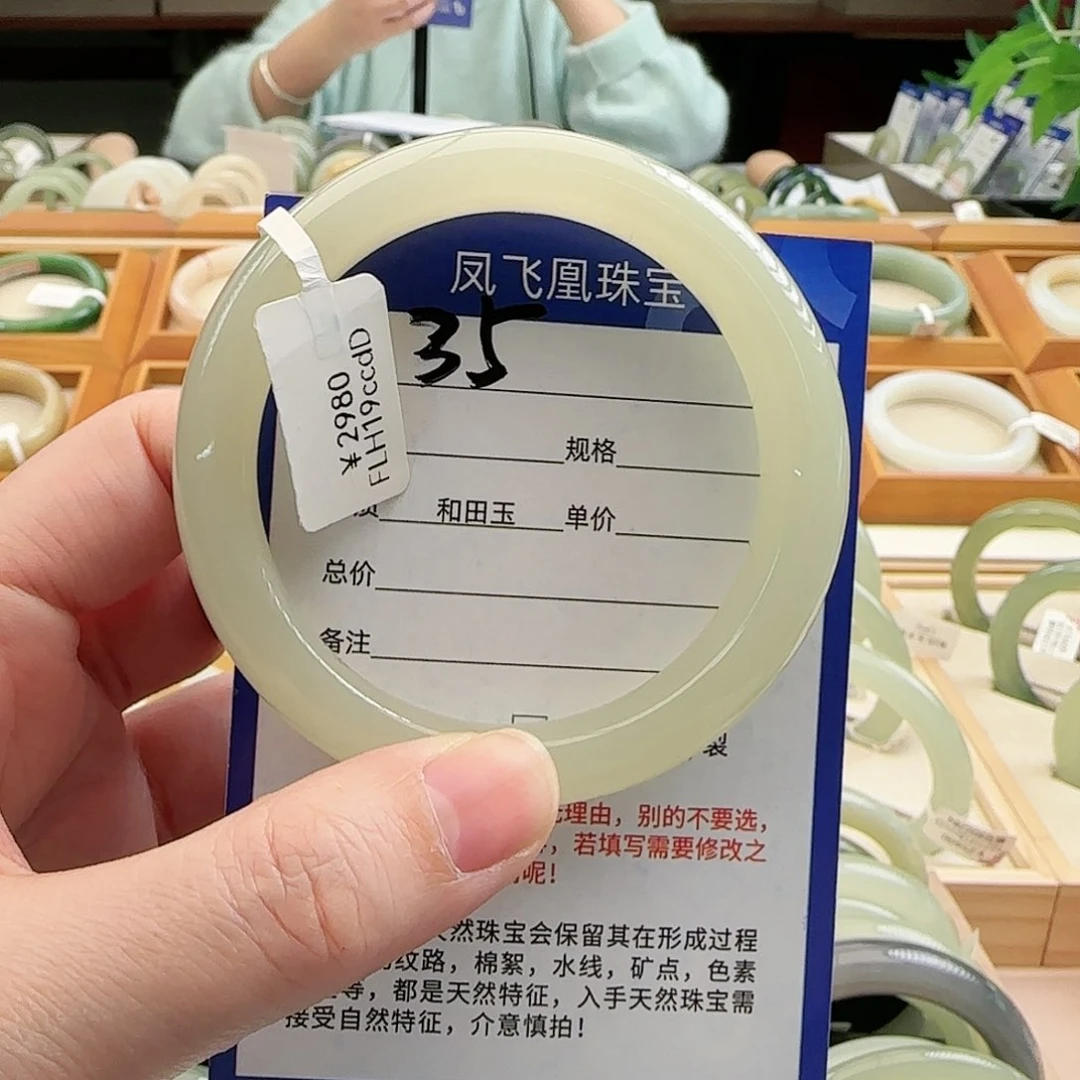 凤飞凰珠宝
35
¥2980
FLH19ccdD
规格
质 和田玉 单价
总价
备注
製
理由，别的不要选，
，若填写需要修改之
呢！
天然珠宝会保留其在形成过程
纹路，棉絮，水线，矿点，色素
等，都是天然特征，入手天然珠宝需
接受自然特征，介意慎拍！